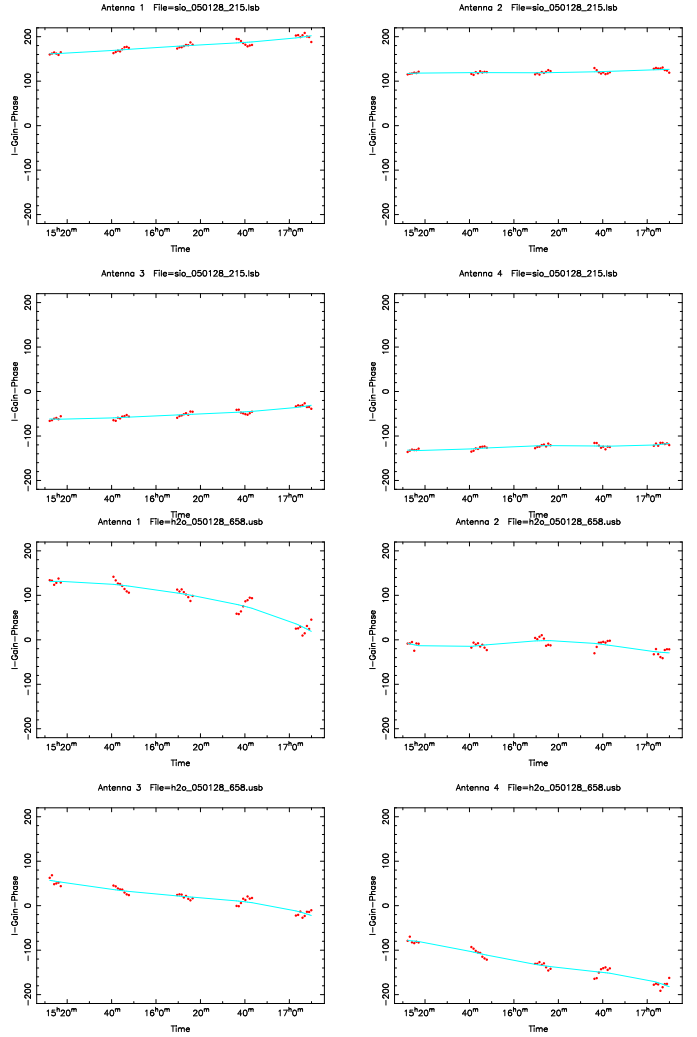 Antenna 1 File=sio_050128_215.lsb
Antenna 2 File=sio_050128_215.lsb
I-Gain-Phase
200
100
0
-100
-200
15h20m 40m 16h0m 20m 40m 17h0m
Time
I-Gain-Phase
200
100
0
-100
-200
15h20m 40m 16h0m 20m 40m 17h0m
Time
Antenna 3 File=sio_050128_215.lsb
Antenna 4 File=sio_050128_215.lsb
I-Gain-Phase
200
100
0
-100
-200
15h20m 40m 16h0m 20m 40m 17h0m
Time
I-Gain-Phase
200
100
0
-100
-200
15h20m 40m 16h0m 20m 40m 17h0m
Time
Antenna 1 File=h2o_050128_658.usb
Antenna 2 File=h2o_050128_658.usb
I-Gain-Phase
200
100
0
-100
-200
15h20m 40m 16h0m 20m 40m 17h0m
Time
I-Gain-Phase
200
100
0
-100
-200
15h20m 40m 16h0m 20m 40m 17h0m
Time
Antenna 3 File=h2o_050128_658.usb
Antenna 4 File=h2o_050128_658.usb
I-Gain-Phase
200
100
0
-100
-200
15h20m 40m 16h0m 20m 40m 17h0m
Time
I-Gain-Phase
200
100
0
-100
-200
15h20m 40m 16h0m 20m 40m 17h0m
Time